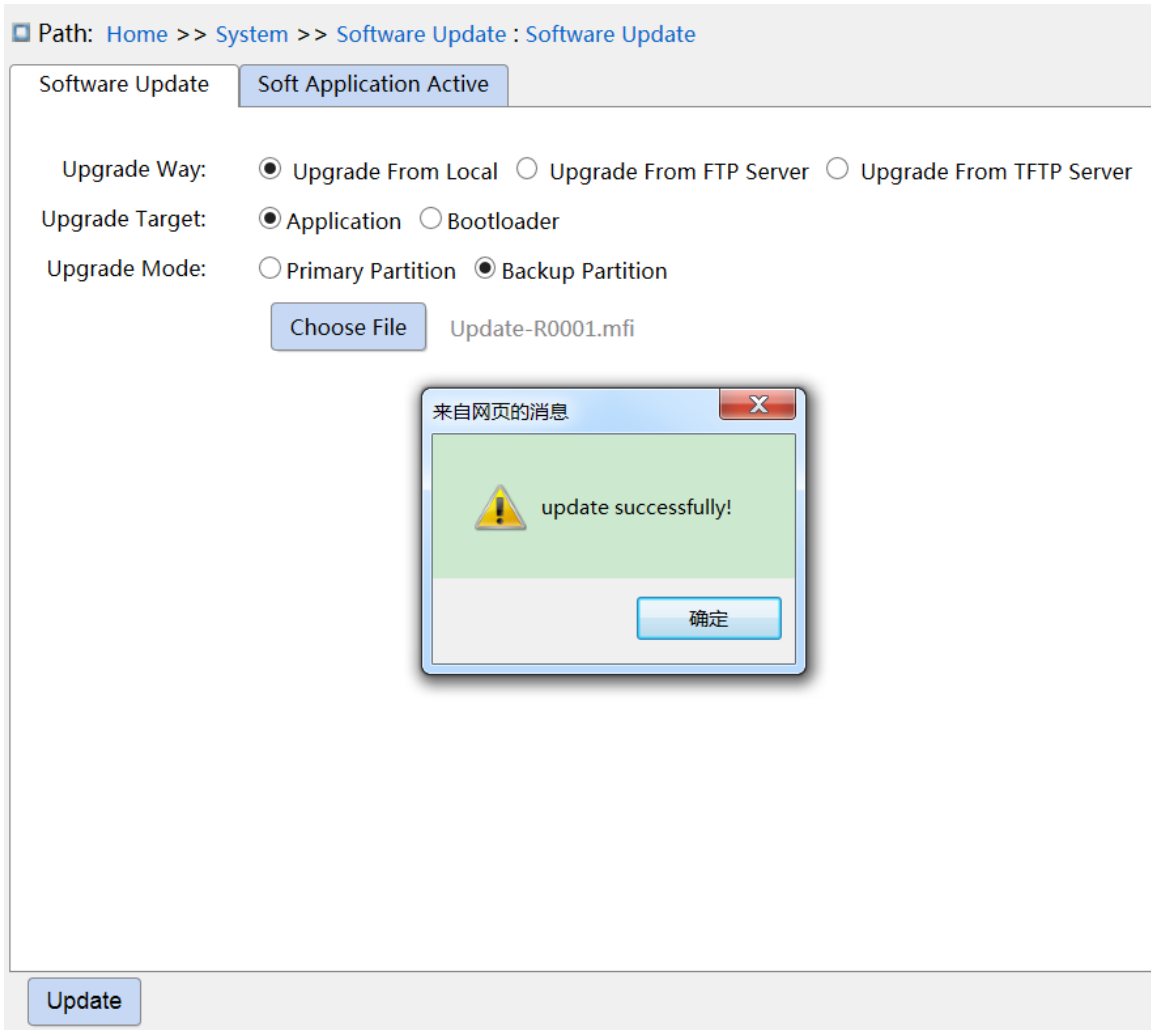 Path: Home >> System >> Software Update : Software Update
Software Update Soft Application Active
Upgrade Way: Upgrade From Local Upgrade From FTP Server Upgrade From TFTP Server
Upgrade Target: Application Bootloader
Upgrade Mode: Primary Partition Backup Partition
Choose File Update-R0001.mfi
来自网页的消息
update successfully!
确定
Update